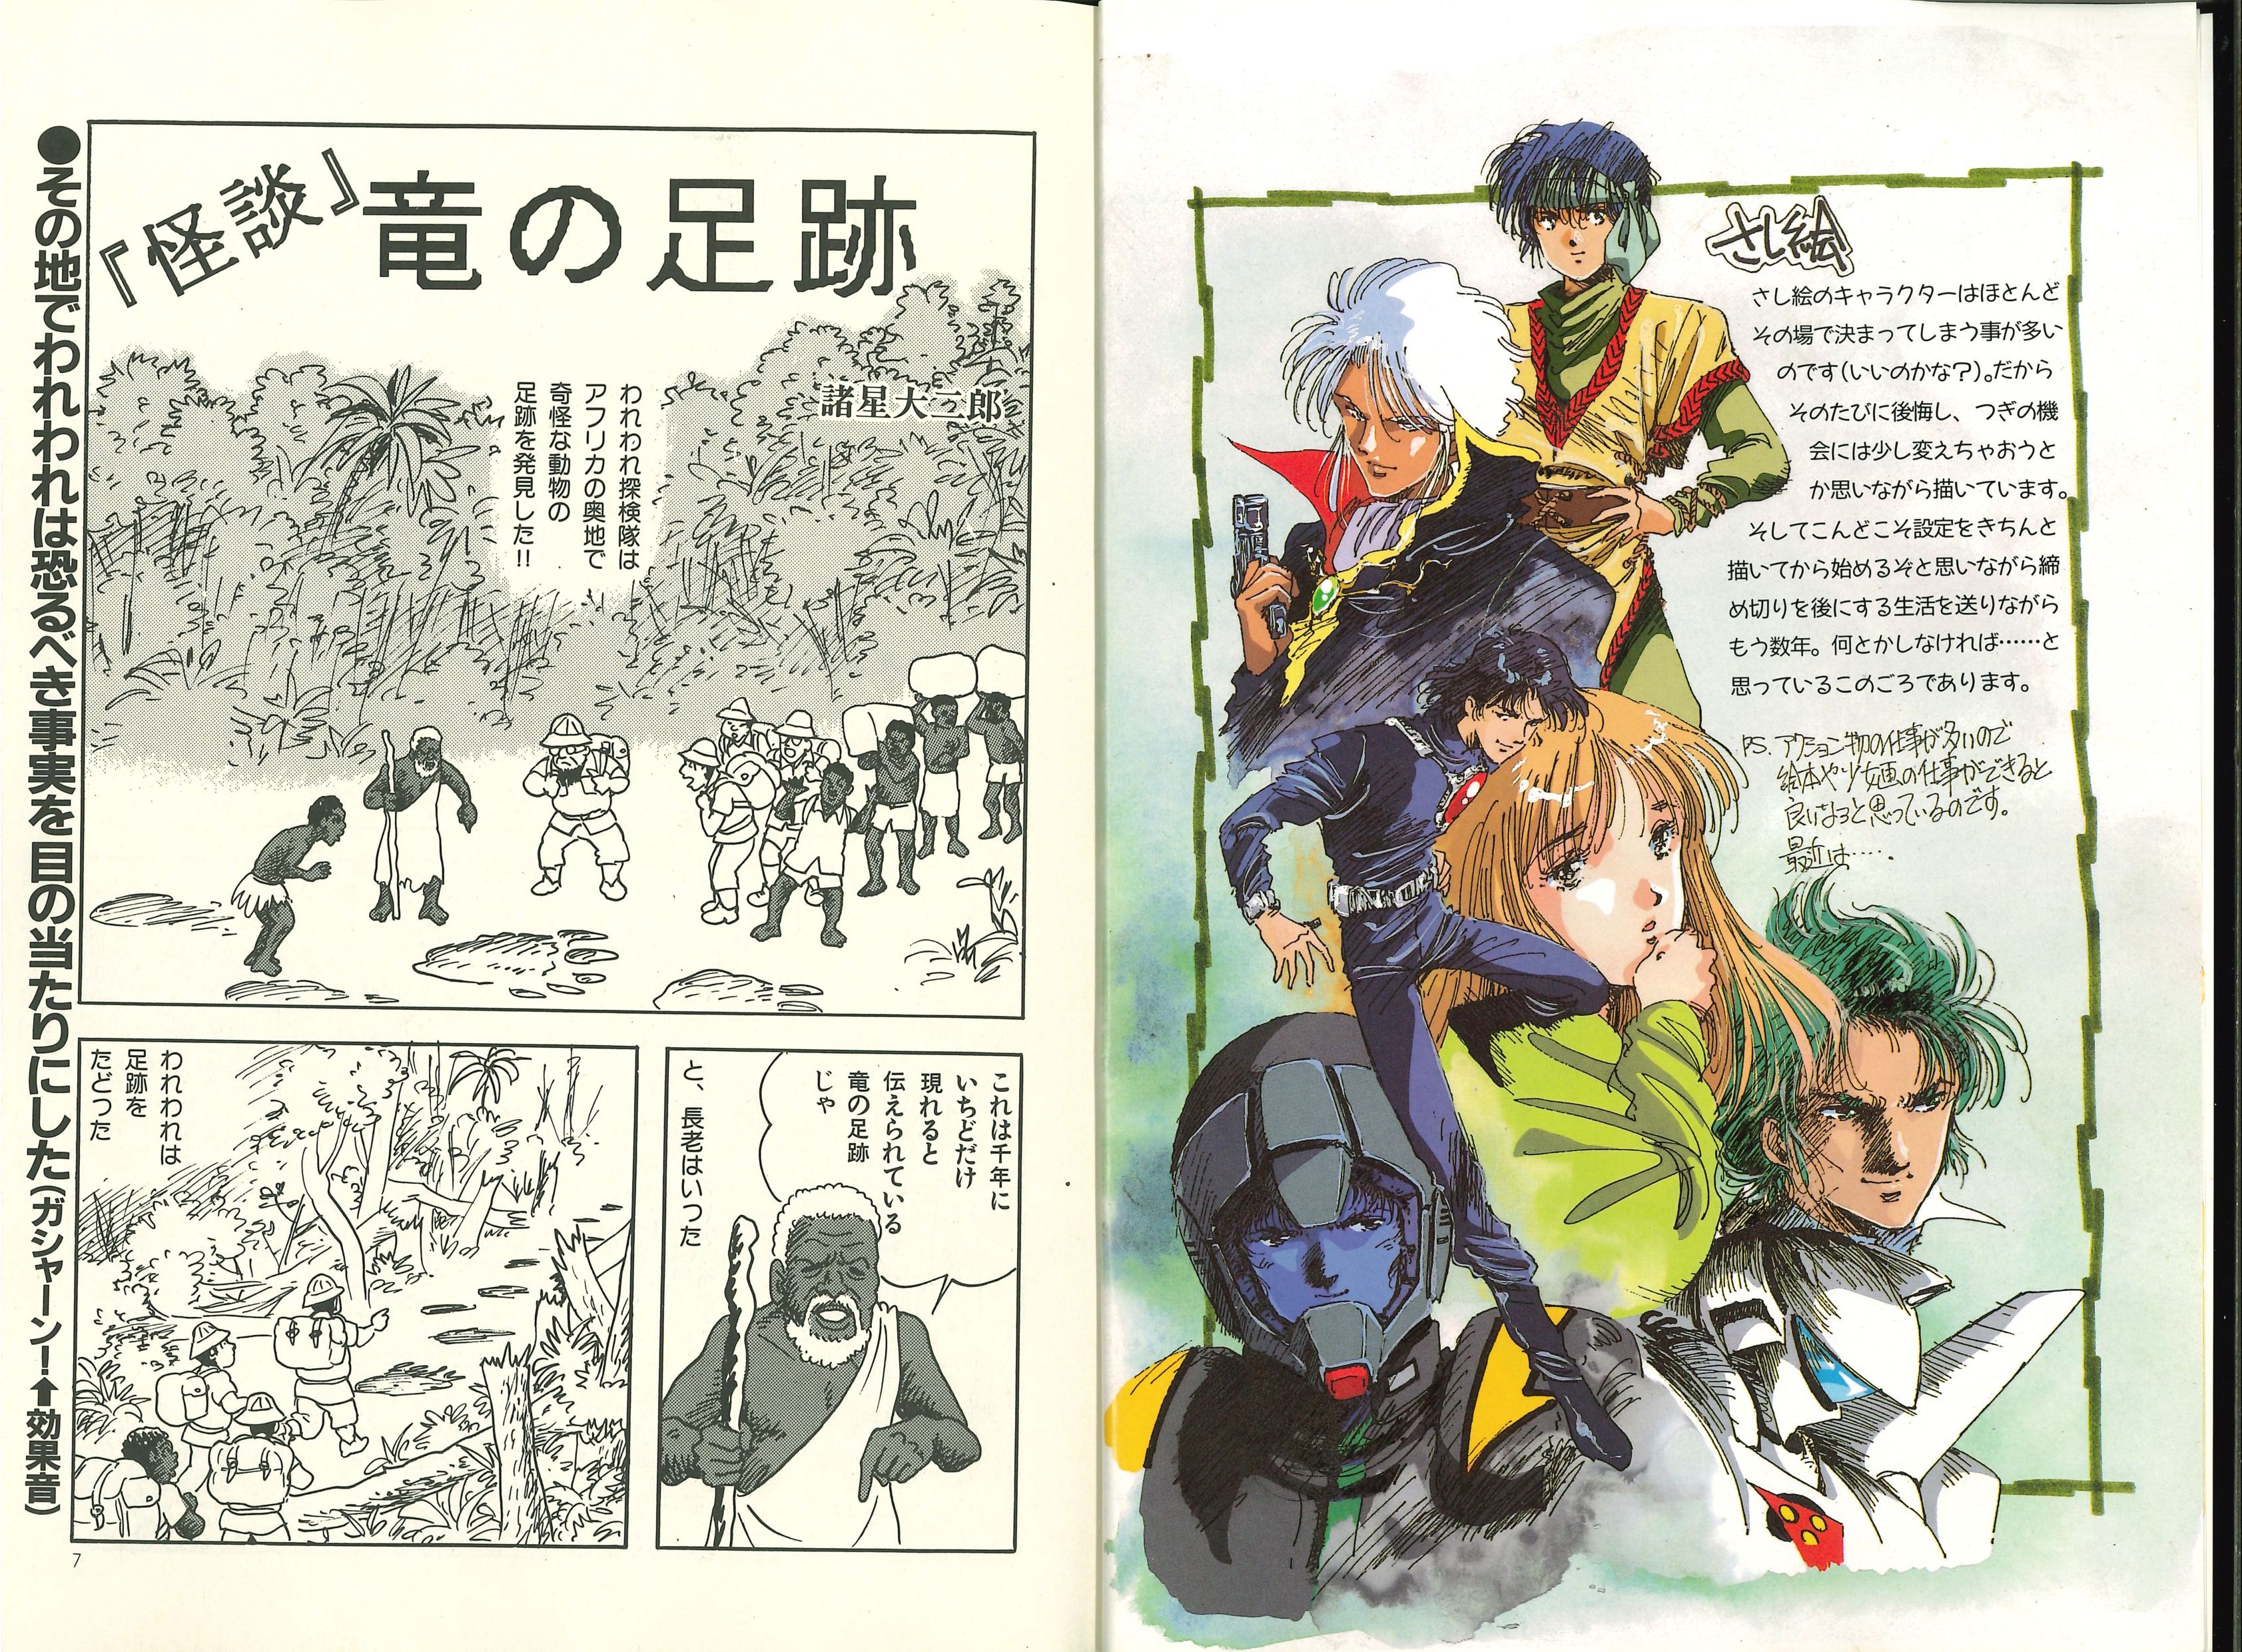 さし絵
さし絵のキャラクターはほとんど
その場で決まってしまう事が多い
のです(いいのかな?)。だから
そのたびに後悔し、つぎの機
会には少し変えちゃおうと
か思いながら描いています。
そしてこんどこそ設定をきちんと
描いてから始めるぞと思いながら締
め切りを後にする生活を送りながら
もう数年。何とかしなければ……と
思っているこのごろであります。
PS. アクション物の仕事が多いので
絵本や少女画の仕事ができると
良いなぁと思っているのです。
最近は‥‥.
『怪談』竜の足跡
諸星大二郎
われわれ探検隊は
アフリカの奥地で
奇怪な動物の
足跡を発見した!!
これは千年に
いちどだけ
現れると
伝えられている
竜の足跡
じゃ
と、長老はいった
われわれは
足跡を
たどった
●その地でわれわれは恐るべき事実を目の当たりにした(ガシャーン!⬆効果音)
7